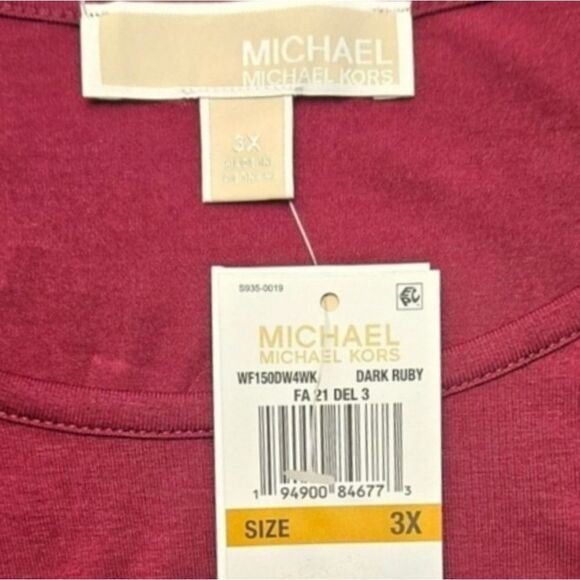 MICHAEL
MICHAEL KORS
3X
S935-0019
MICHAEL
MICHAEL KORS
WF150DW4WK DARK RUBY
FA 21 DEL 3
1 94900 84677 3
SIZE 3X